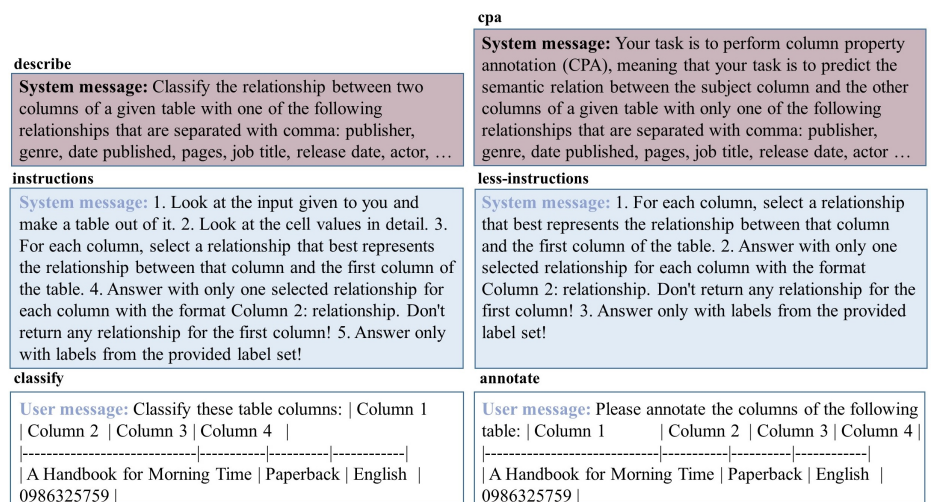 describe
System message: Classify the relationship between two
columns of a given table with one of the following
relationships that are separated with comma: publisher,
genre, date published, pages, job title, release date, actor, …
cpa
System message: Your task is to perform column property
annotation (CPA), meaning that your task is to predict the
semantic relation between the subject column and the other
columns of a given table with only one of the following
relationships that are separated with comma: publisher,
genre, date published, pages, job title, release date, actor …
instructions
System message: 1. Look at the input given to you and
make a table out of it. 2. Look at the cell values in detail. 3.
For each column, select a relationship that best represents
the relationship between that column and the first column of
the table. 4. Answer with only one selected relationship for
each column with the format Column 2: relationship. Don't
return any relationship for the first column! 5. Answer only
with labels from the provided label set!
less-instructions
System message: 1. For each column, select a relationship
that best represents the relationship between that column
and the first column of the table. 2. Answer with only one
selected relationship for each column with the format
Column 2: relationship. Don't return any relationship for the
first column! 3. Answer only with labels from the provided
label set!
classify
User message: Classify these table columns: | Column 1
| Column 2 | Column 3 | Column 4 |
|--------------------------|----------|---------|-----------|
| A Handbook for Morning Time | Paperback | English |
0986325759 |
annotate
User message: Please annotate the columns of the following
table: | Column 1 | Column 2 | Column 3 | Column 4 |
|--------------------------|----------|---------|-----------|
| A Handbook for Morning Time | Paperback | English |
0986325759 |